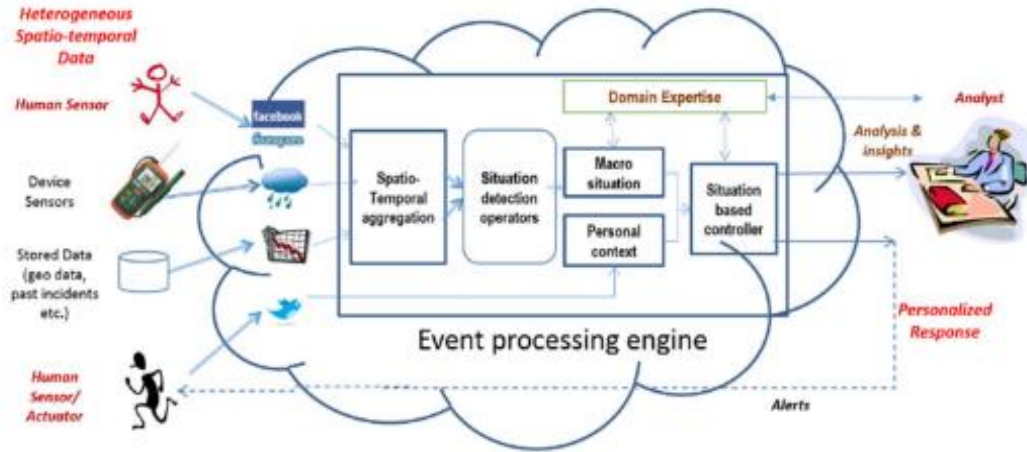 Heterogeneous
Spatio-temporal
Data
Human Sensor
facebook
Device
Sensors
Stored Data
(geo data,
past incidents
etc.)
Human
Sensor/
Actuator
Spatio-
Temporal
aggregation
Situation
detection
operators
Domain Expertise
Macro
situation
Personal
context
Situation
based
controller
Event processing engine
Analyst
Analysis &
insights
Personalized
Response
Alerts